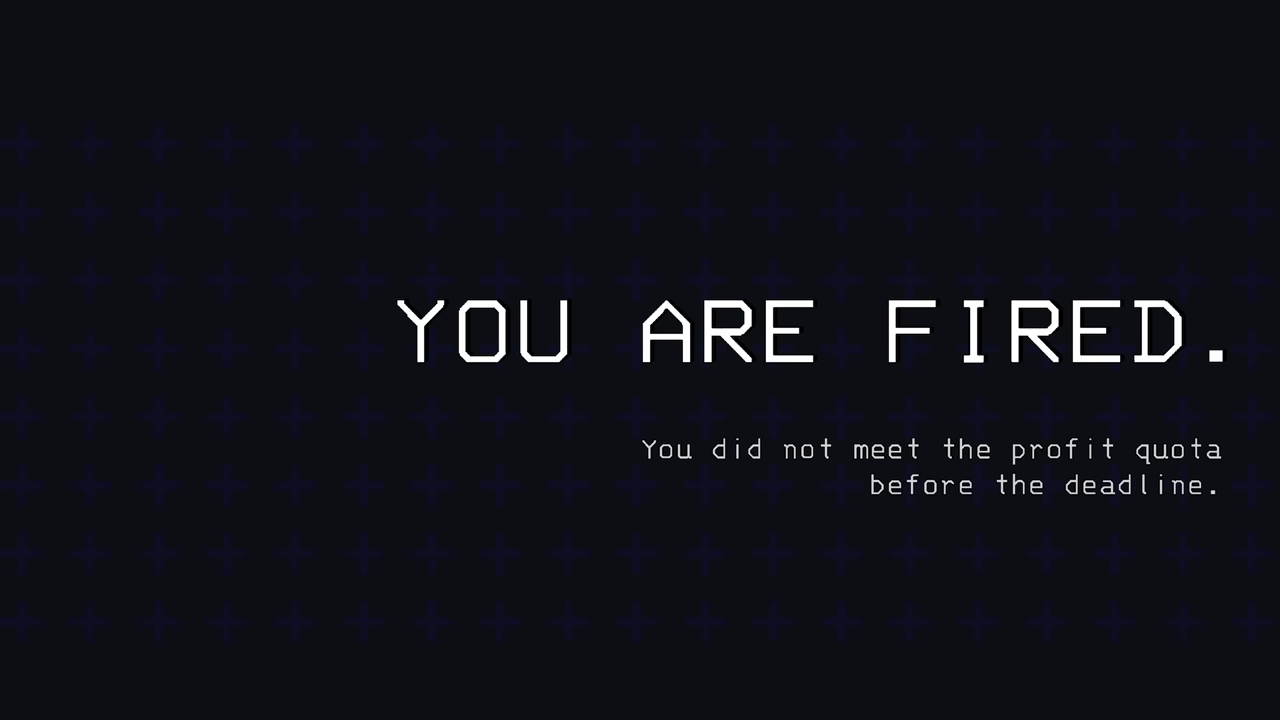 YOU ARE FIRED.
You did not meet the profit quota
before the deadline.